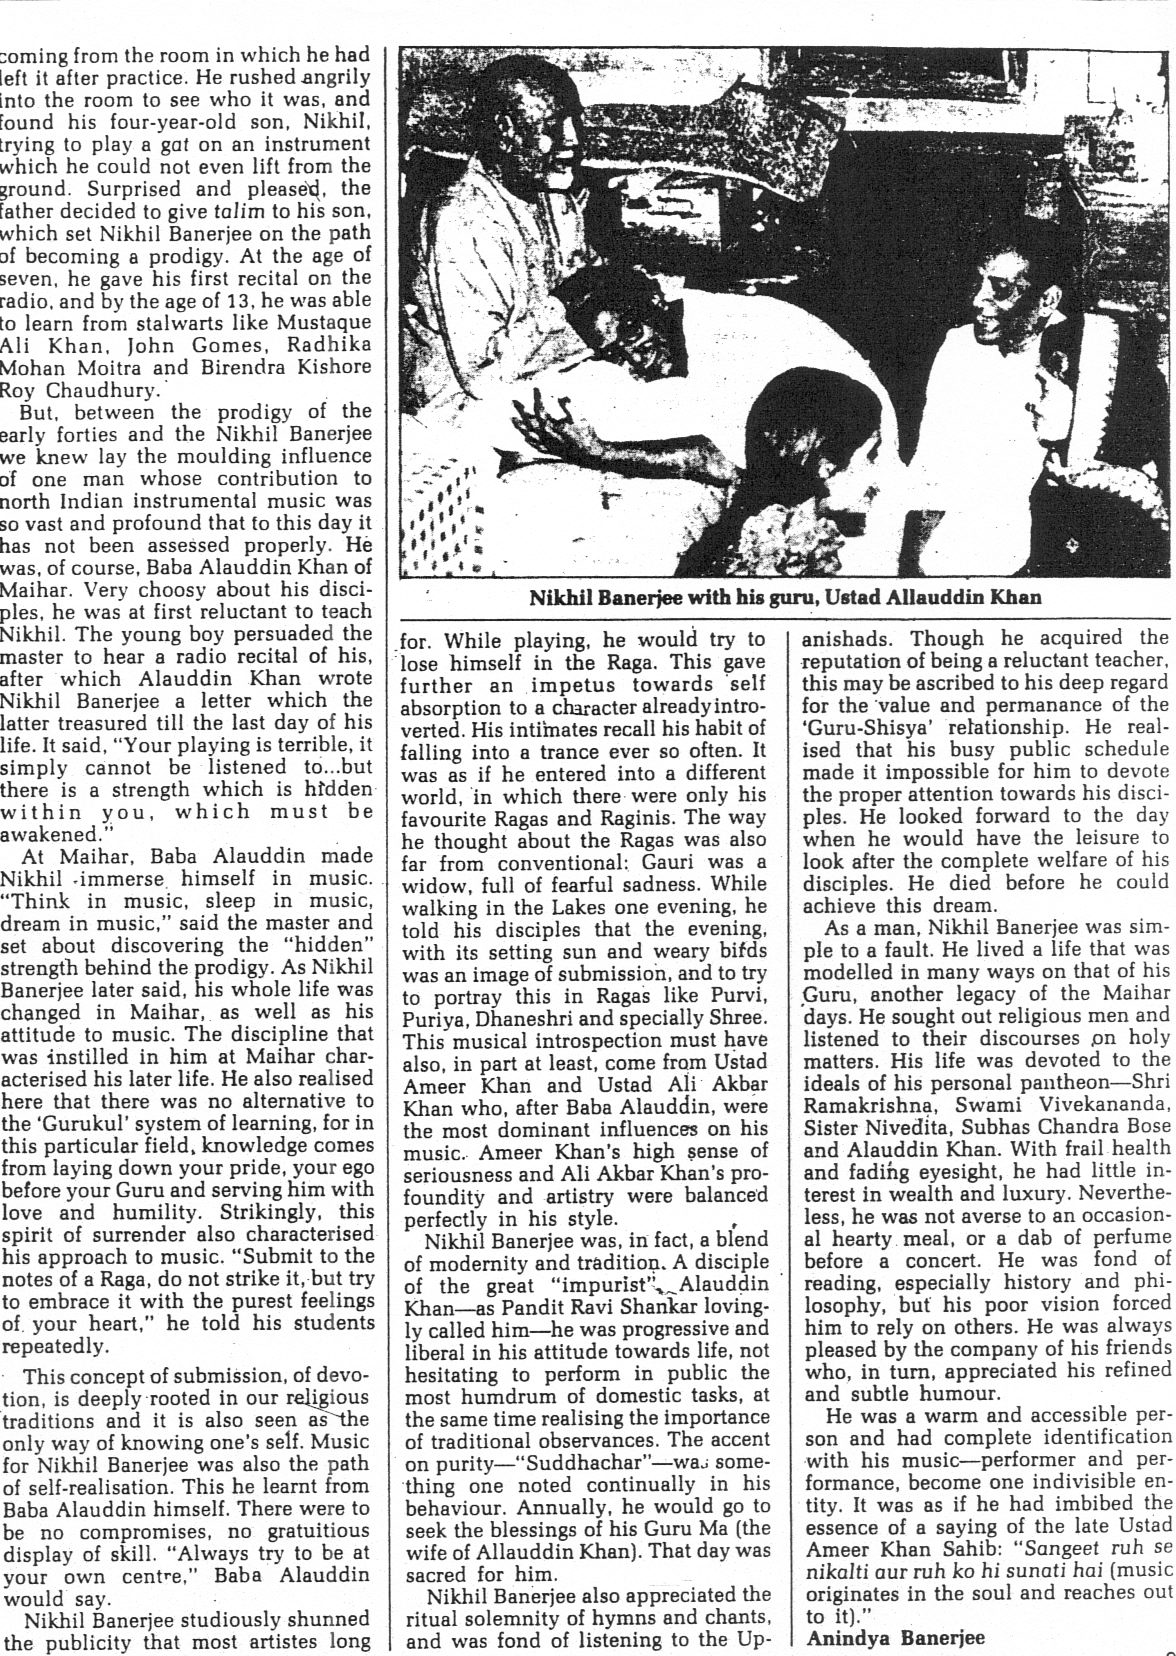 coming from the room in which he had
left it after practice. He rushed angrily
into the room to see who it was, and
found his four-year-old son, Nikhil,
trying to play a gat on an instrument
which he could not even lift from the
ground. Surprised and pleased, the
father decided to give talim to his son,
which set Nikhil Banerjee on the path
of becoming a prodigy. At the age of
seven, he gave his first recital on the
radio, and by the age of 13, he was able
to learn from stalwarts like Mustaque
Ali Khan, John Gomes, Radhika
Mohan Moitra and Birendra Kishore
Roy Chaudhury.
But, between the prodigy of the
early forties and the Nikhil Banerjee
we knew lay the moulding influence
of one man whose contribution to
north Indian instrumental music was
so vast and profound that to this day it
has not been assessed properly. He
was, of course, Baba Alauddin Khan of
Maihar. Very choosy about his disci-
ples, he was at first reluctant to teach
Nikhil. The young boy persuaded the
master to hear a radio recital of his,
after which Alauddin Khan wrote
Nikhil Banerjee a letter which the
latter treasured till the last day of his
life. It said, "Your playing is terrible, it
simply cannot be listened to...but
there is a strength which is hidden
within you, which must be
awakened."
At Maihar, Baba Alauddin made
Nikhil immerse himself in music.
"Think in music, sleep in music,
dream in music," said the master and
set about discovering the "hidden"
strength behind the prodigy. As Nikhil
Banerjee later said, his whole life was
changed in Maihar, as well as his
attitude to music. The discipline that
was instilled in him at Maihar char-
acterised his later life. He also realised
here that there was no alternative to
the 'Gurukul' system of learning, for in
this particular field, knowledge comes
from laying down your pride, your ego
before your Guru and serving him with
love and humility. Strikingly, this
spirit of surrender also characterised
his approach to music. "Submit to the
notes of a Raga, do not strike it, but try
to embrace it with the purest feelings
of your heart," he told his students
repeatedly.
This concept of submission, of devo-
tion, is deeply rooted in our religious
traditions and it is also seen as the
only way of knowing one's self. Music
for Nikhil Banerjee was also the path
of self-realisation. This he learnt from
Baba Alauddin himself. There were to
be no compromises, no gratuitous
display of skill. "Always try to be at
your own centre," Baba Alauddin
would say.
Nikhil Banerjee studiously shunned
the publicity that most artistes long
Nikhil Banerjee with his guru, Ustad Allauddin Khan
for. While playing, he would try to
lose himself in the Raga. This gave
further an impetus towards self
absorption to a character already intro-
verted. His intimates recall his habit of
falling into a trance ever so often. It
was as if he entered into a different
world, in which there were only his
favourite Ragas and Raginis. The way
he thought about the Ragas was also
far from conventional: Gauri was a
widow, full of fearful sadness. While
walking in the Lakes one evening, he
told his disciples that the evening,
with its setting sun and weary birds
was an image of submission, and to try
to portray this in Ragas like Purvi,
Puriya, Dhaneshri and specially Shree.
This musical introspection must have
also, in part at least, come from Ustad
Ameer Khan and Ustad Ali Akbar
Khan who, after Baba Alauddin, were
the most dominant influences on his
music. Ameer Khan's high sense of
seriousness and Ali Akbar Khan's pro-
foundity and artistry were balanced
perfectly in his style.
Nikhil Banerjee was, in fact, a blend
of modernity and tradition. A disciple
of the great "impurist" Alauddin
Khan—as Pandit Ravi Shankar loving-
ly called him—he was progressive and
liberal in his attitude towards life, not
hesitating to perform in public the
most humdrum of domestic tasks, at
the same time realising the importance
of traditional observances. The accent
on purity—"Suddhachar"—was some-
thing one noted continually in his
behaviour. Annually, he would go to
seek the blessings of his Guru Ma (the
wife of Allauddin Khan). That day was
sacred for him.
Nikhil Banerjee also appreciated the
ritual solemnity of hymns and chants,
and was fond of listening to the Up-
anishads. Though he acquired the
reputation of being a reluctant teacher,
this may be ascribed to his deep regard
for the value and permanance of the
'Guru-Shisya' relationship. He real-
ised that his busy public schedule
made it impossible for him to devote
the proper attention towards his disci-
ples. He looked forward to the day
when he would have the leisure to
look after the complete welfare of his
disciples. He died before he could
achieve this dream.
As a man, Nikhil Banerjee was sim-
ple to a fault. He lived a life that was
modelled in many ways on that of his
Guru, another legacy of the Maihar
days. He sought out religious men and
listened to their discourses on holy
matters. His life was devoted to the
ideals of his personal pantheon—Shri
Ramakrishna, Swami Vivekananda,
Sister Nivedita, Subhas Chandra Bose
and Alauddin Khan. With frail health
and fading eyesight, he had little in-
terest in wealth and luxury. Neverthe-
less, he was not averse to an occasion-
al hearty meal, or a dab of perfume
before a concert. He was fond of
reading, especially history and phi-
losophy, but his poor vision forced
him to rely on others. He was always
pleased by the company of his friends
who, in turn, appreciated his refined
and subtle humour.
He was a warm and accessible per-
son and had complete identification
with his music—performer and per-
formance, become one indivisible en-
tity. It was as if he had imbibed the
essence of a saying of the late Ustad
Ameer Khan Sahib: "Sangeet ruh se
nikalti aur ruh ko hi sunati hai (music
originates in the soul and reaches out
to it)."
Anindya Banerjee